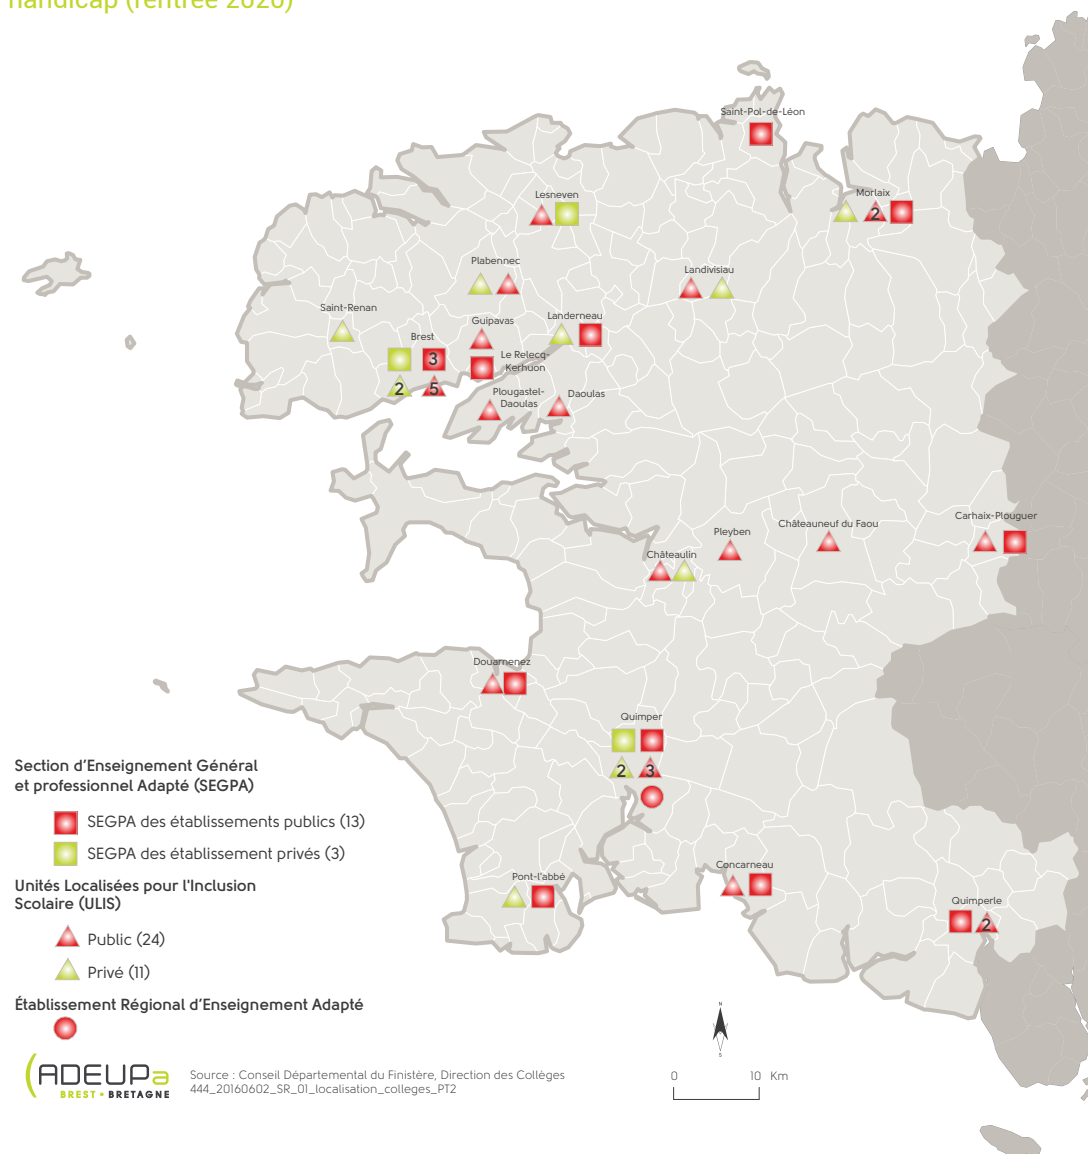 handicap (rentrée 2020)
Saint-Pol-de-Léon
Lesneven
Morlaix
2
Plabennec
Landivisiau
Saint-Renan
Guipavas
Landerneau
Brest
3
Le Relecq-
Kerhuon
2
5
Plougastel-
Daoulas
Daoulas
Carhaix-Plouguer
Châteauneuf du Faou
Pleyben
Châteaulin
Douarnenez
Quimper
2
3
Concarneau
Pont-l'abbé
Quimperle
2
Section d'Enseignement Général
et professionnel Adapté (SEGPA)
SEGPA des établissements publics (13)
SEGPA des établissement privés (3)
Unités Localisées pour l'Inclusion
Scolaire (ULIS)
Public (24)
Privé (11)
Établissement Régional d'Enseignement Adapté
ADEUPa
BREST • BRETAGNE
Source : Conseil Départemental du Finistère, Direction des Collèges
444_20160602_SR_01_localisation_colleges_PT2
N
S
0 10 Km